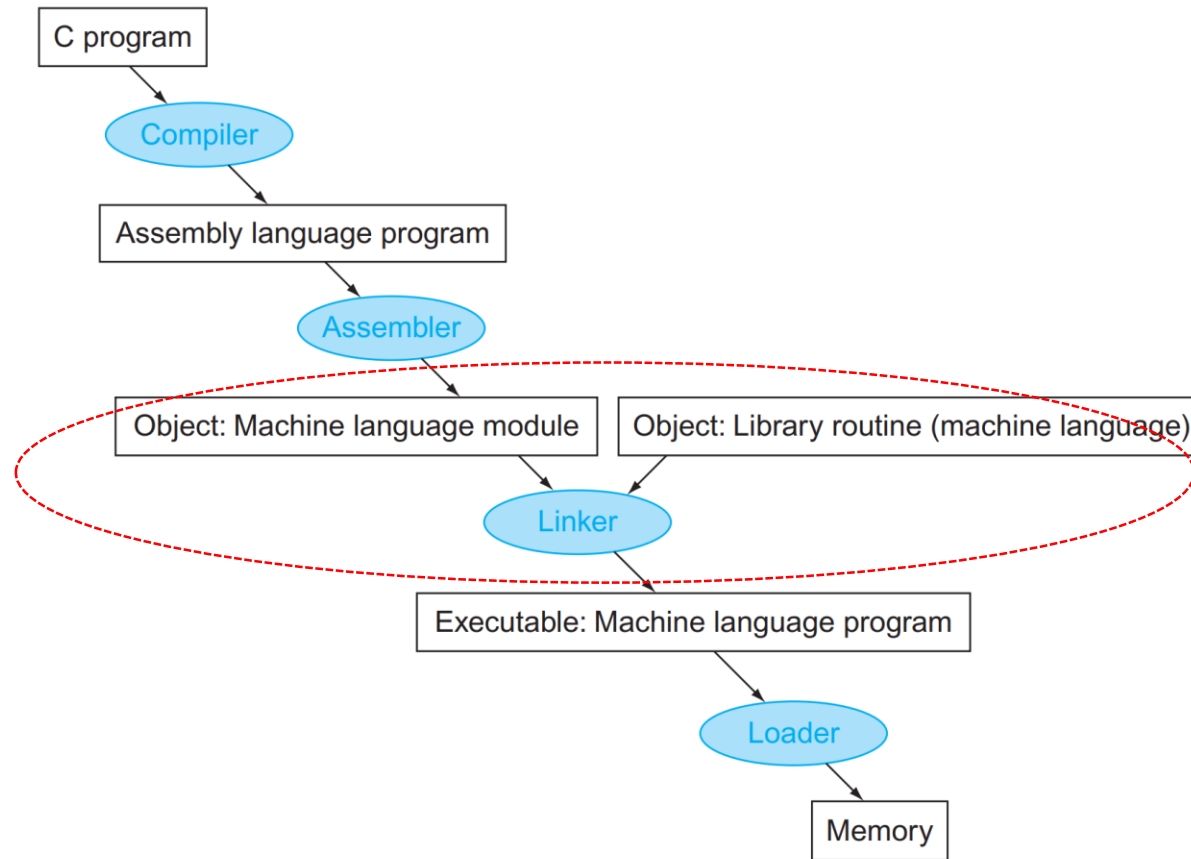 C program
Compiler
Assembly language program
Assembler
Object: Machine language module
Object: Library routine (machine language)
Linker
Executable: Machine language program
Loader
Memory